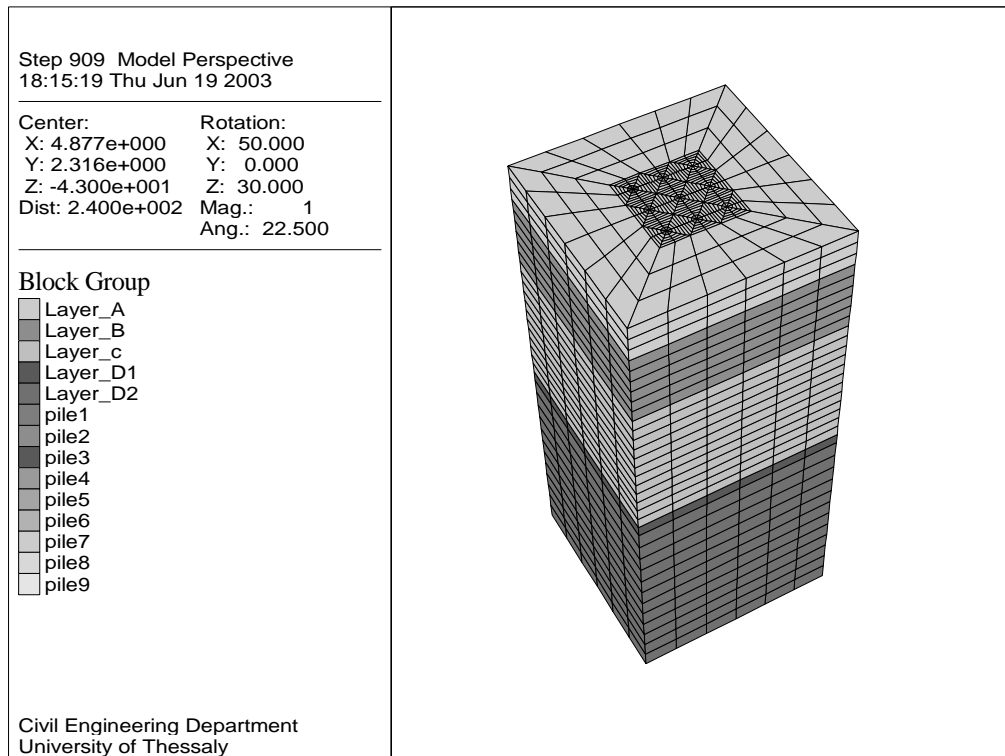 Step 909  Model Perspective
18:15:19 Thu Jun 19 2003
Center:
X: 4.877e+000
Y: 2.316e+000
Z: -4.300e+001
Dist: 2.400e+002
Rotation:
X: 50.000
Y: 0.000
Z: 30.000
Mag.: 1
Ang.: 22.500
Block Group
Layer_A
Layer_B
Layer_c
Layer_D1
Layer_D2
pile1
pile2
pile3
pile4
pile5
pile6
pile7
pile8
pile9
Civil Engineering Department
University of Thessaly